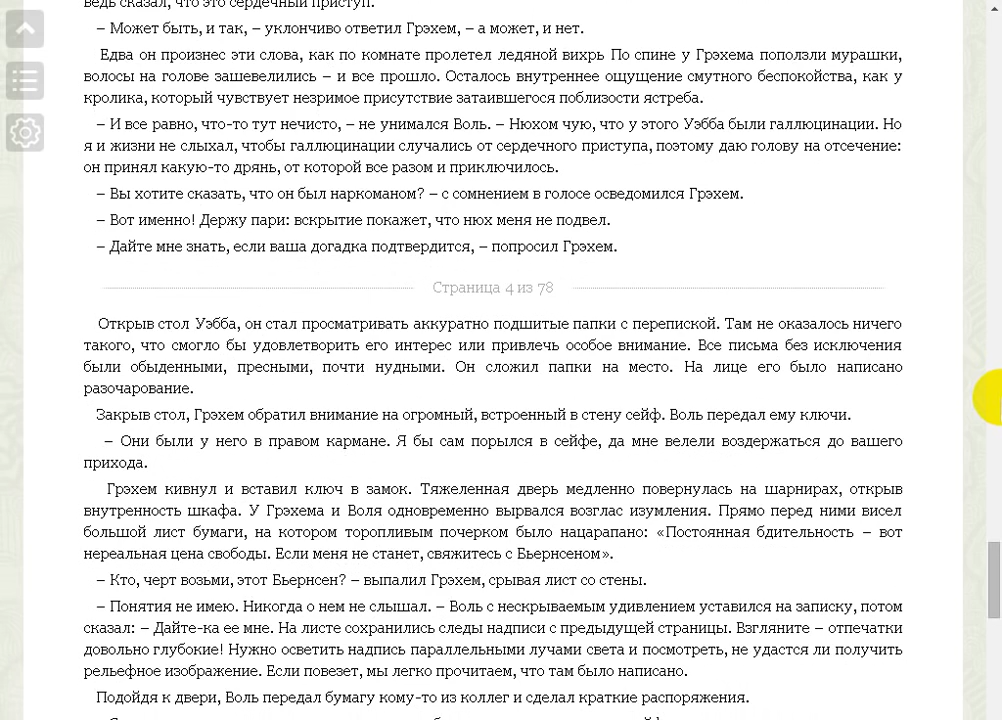 ведь сказал, что это сердечный приступ.
– Может быть, и так, – уклончиво ответил Грэхем, – а может, и нет.
Едва он произнес эти слова, как по комнате пролетел ледяной вихрь По спине у Грэхема поползли мурашки,
волосы на голове зашевелились – и все прошло. Осталось внутреннее ощущение смутного беспокойства, как у
кролика, который чувствует незримое присутствие затаившегося поблизости ястреба.
– И все равно, что-то тут нечисто, – не унимался Воль. – Нюхом чую, что у этого Уэбба были галлюцинации. Но
я и жизни не слыхал, чтобы галлюцинации случались от сердечного приступа, поэтому даю голову на отсечение:
он принял какую-то дрянь, от которой все разом и приключилось.
– Вы хотите сказать, что он был наркоманом? – с сомнением в голосе осведомился Грэхем.
– Вот именно! Держу пари: вскрытие покажет, что нюх меня не подвел.
– Дайте мне знать, если ваша догадка подтвердится, – попросил Грэхем.
Страница 4 из 78
Открыв стол Уэбба, он стал просматривать аккуратно подшитые папки с перепиской. Там не оказалось ничего
такого, что смогло бы удовлетворить его интерес или привлечь особое внимание. Все письма без исключения
были обыденными, пресными, почти нудными. Он сложил папки на место. На лице его было написано
разочарование.
Закрыв стол, Грэхем обратил внимание на огромный, встроенный в стену сейф. Воль передал ему ключи.
– Они были у него в правом кармане. Я бы сам порылся в сейфе, да мне велели воздержаться до вашего
прихода.
Грэхем кивнул и вставил ключ в замок. Тяжеленная дверь медленно повернулась на шарнирах, открыв
внутренность шкафа. У Грэхема и Воля одновременно вырвался возглас изумления. Прямо перед ними висел
большой лист бумаги, на котором торопливым почерком было нацарапано: «Постоянная бдительность – вот
нереальная цена свободы. Если меня не станет, свяжитесь с Бьернсеном».
– Кто, черт возьми, этот Бьернсен? – выпалил Грэхем, срывая лист со стены.
– Понятия не имею. Никогда о нем не слышал. – Воль с нескрываемым удивлением уставился на записку, потом
сказал: – Дайте-ка ее мне. На листе сохранились следы надписи с предыдущей страницы. Взгляните – отпечатки
довольно глубокие! Нужно осветить надпись параллельными лучами света и посмотреть, не удастся ли получить
рельефное изображение. Если повезет, мы легко прочитаем, что там было написано.
Подойдя к двери, Воль передал бумагу кому-то из коллег и сделал краткие распоряжения.